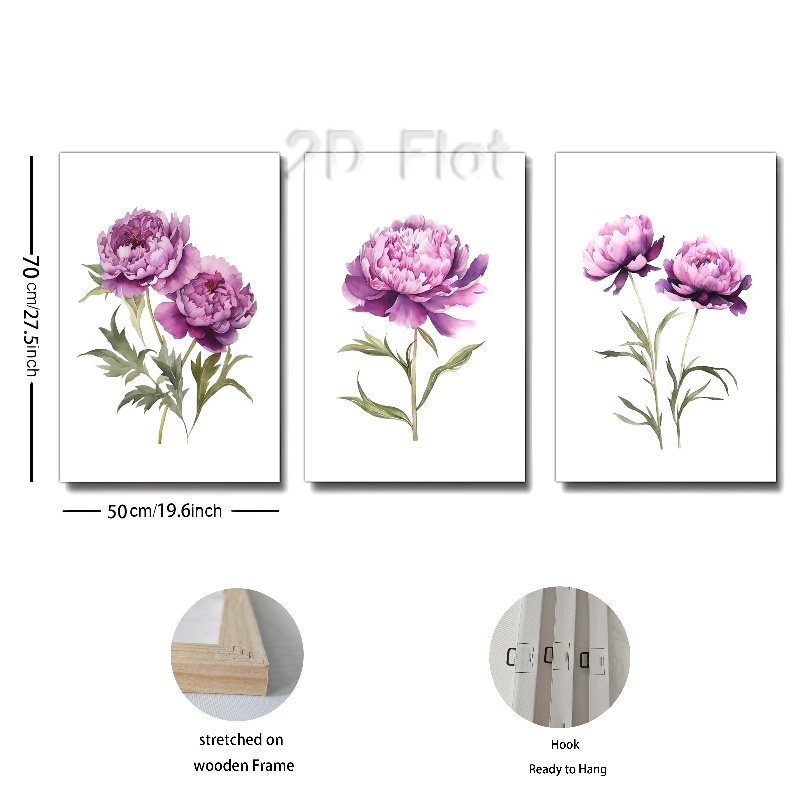 2D Flat
70 cm/27.5inch
50cm/19.6inch
stretched on
wooden Frame
Hook
Ready to Hang